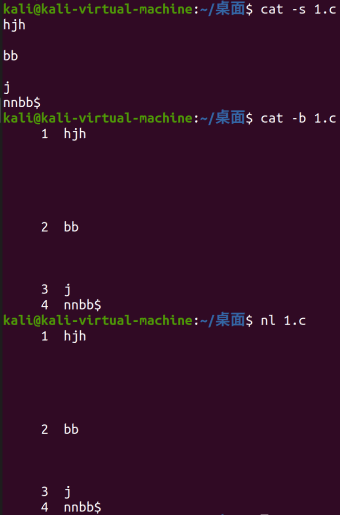 kali@kali-virtual-machine:~/桌面$ cat -s 1.c
hjh
bb
j
nnbb$
kali@kali-virtual-machine:~/桌面$ cat -b 1.c
1 hjh
2 bb
3 j
4 nnbb$
kali@kali-virtual-machine:~/桌面$ nl 1.c
1 hjh
2 bb
3 j
4 nnbb$